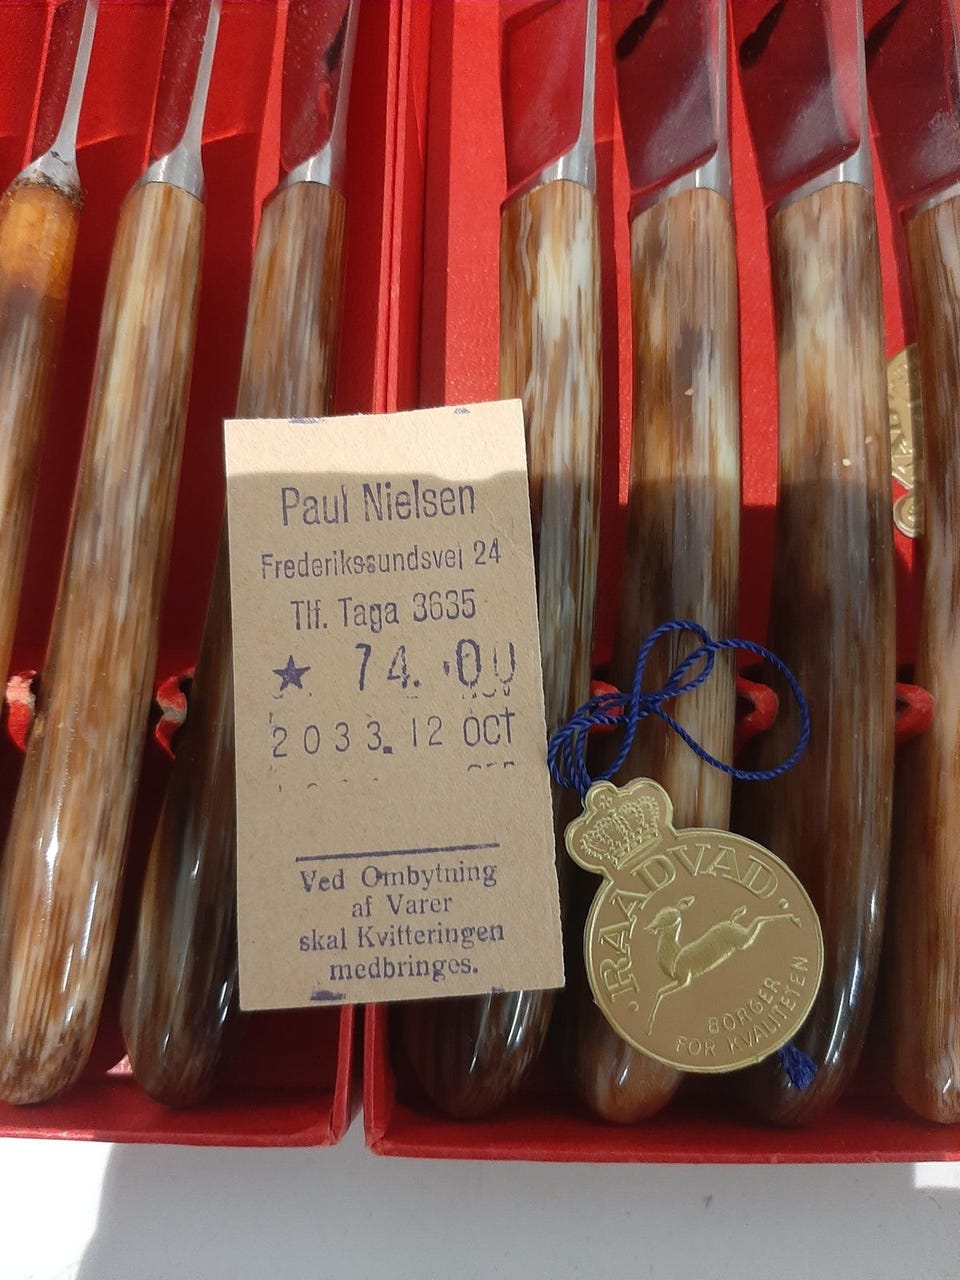 Paul Nielsen
Frederikssundsvej 24
Tlf. Taga 3635
★ 74. 00
2033. 12 OCT
Ved Ombytning
af Varer
skal Kvitteringen
medbringes.
· RAADVAD ·
BORGER
FOR KVALITETEN